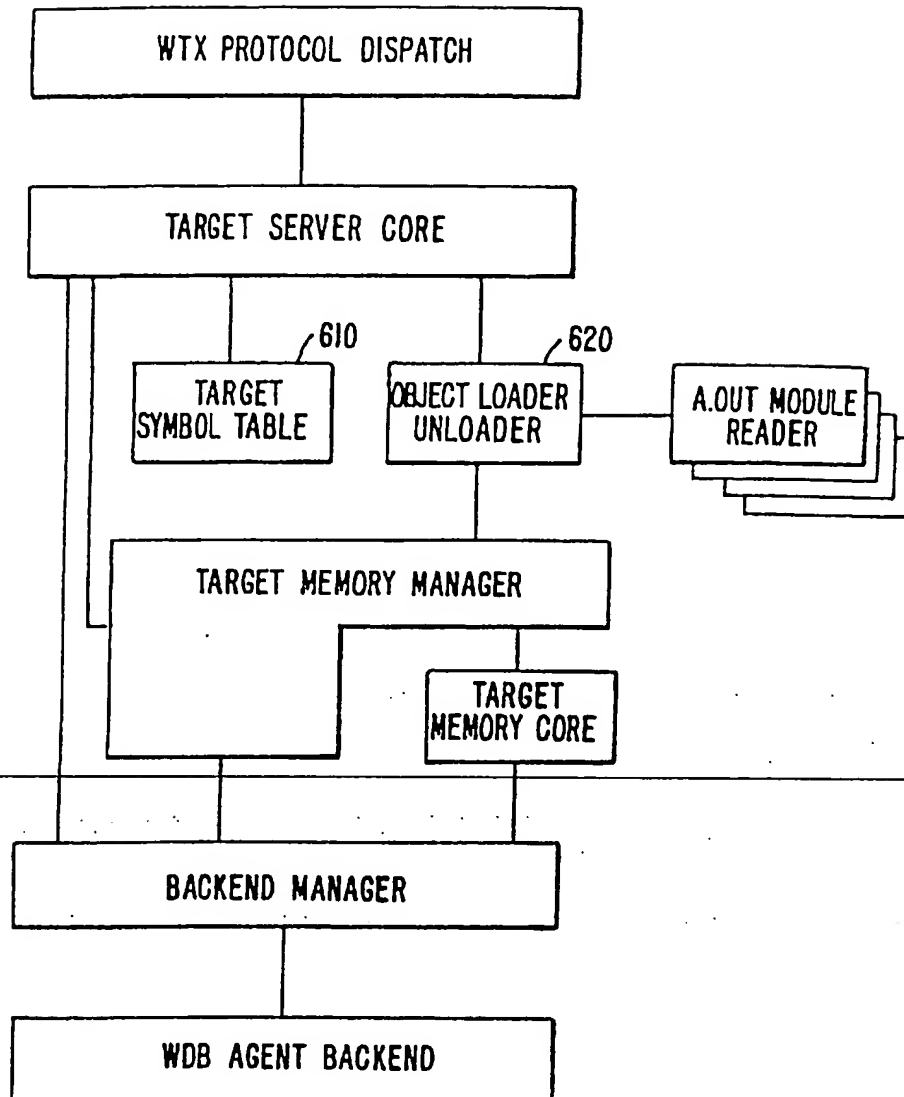 WTX PROTOCOL DISPATCH
TARGET SERVER CORE
610
TARGET
SYMBOL TABLE
620
OBJECT LOADER
UNLOADER
A.OUT MODULE
READER
TARGET MEMORY MANAGER
TARGET
MEMORY CORE
BACKEND MANAGER
WDB AGENT BACKEND